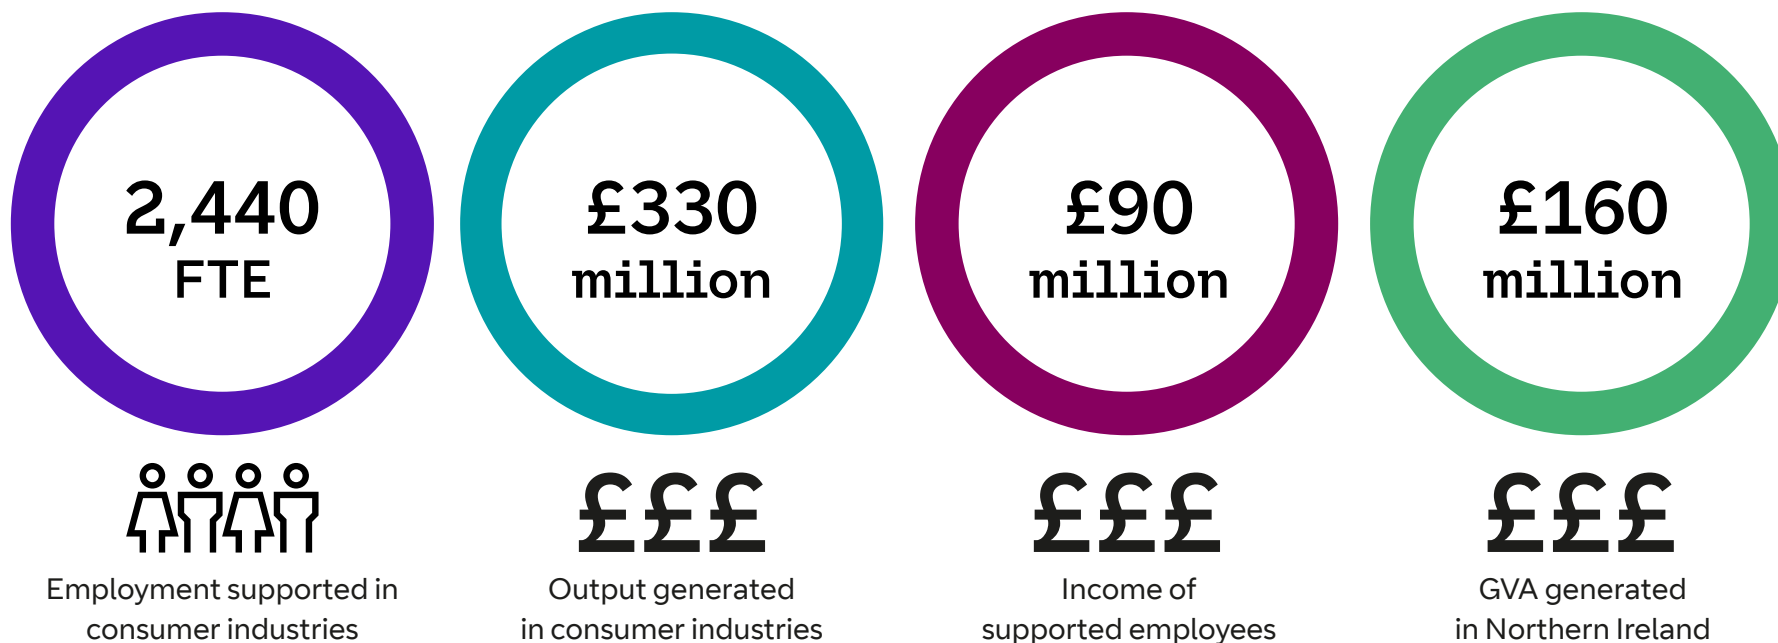 2,440
FTE
£330
million
£90
million
£160
million
£££
£££
£££
Employment supported in
consumer industries
Output generated
in consumer industries
Income of
supported employees
GVA generated
in Northern Ireland